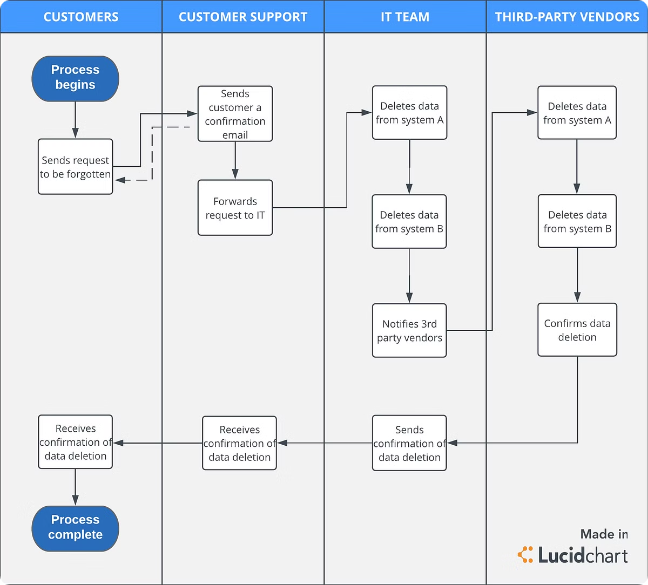 CUSTOMERS
CUSTOMER SUPPORT
IT TEAM
THIRD-PARTY VENDORS
Process
begins
Sends request
to be forgotten
Sends
customer a
confirmation
email
Forwards
request to IT
Deletes data
from system A
Deletes data
from system B
Notifies 3rd
party vendors
Deletes data
from system A
Deletes data
from system B
Confirms data
deletion
Sends
confirmation of
data deletion
Receives
confirmation of
data deletion
Receives
confirmation of
data deletion
Process
complete
Made in
Lucidchart